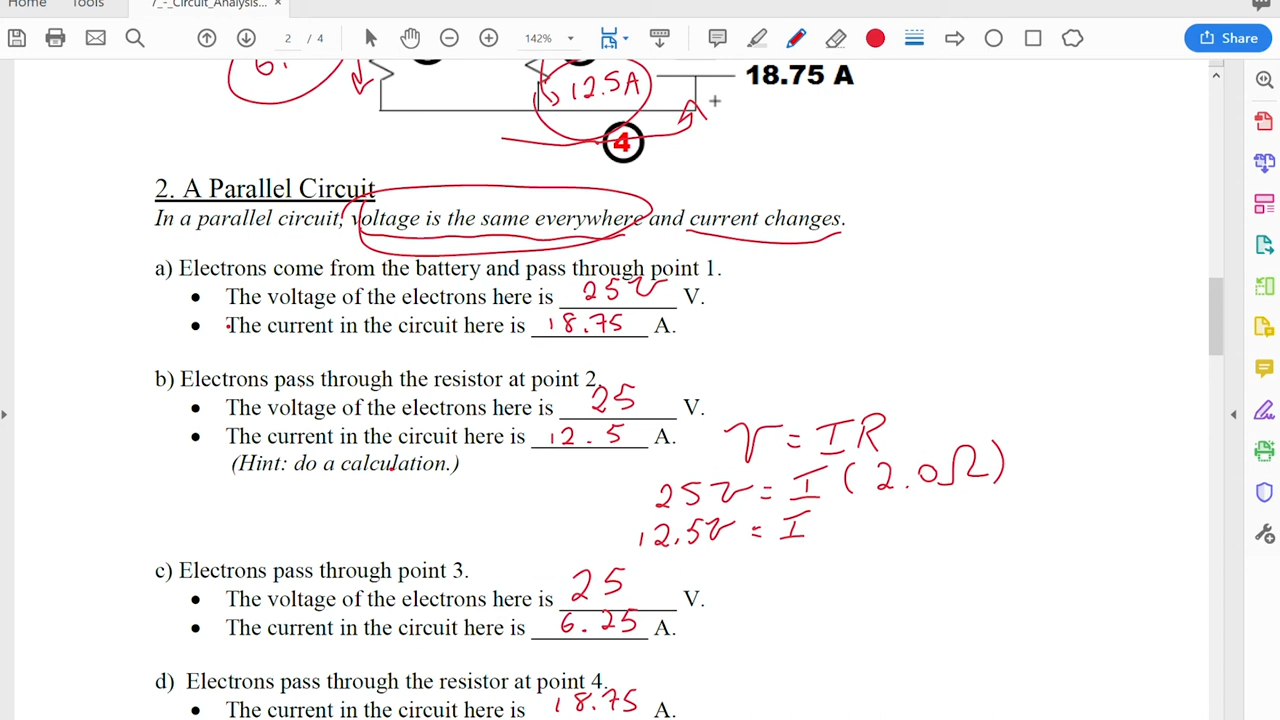 Home Tools 7_-_Circuit_Analysis... ×
2 / 4 142% Share
6.
12.5A
18.75 A
4
2. A Parallel Circuit
In a parallel circuit, voltage is the same everywhere and current changes.
a) Electrons come from the battery and pass through point 1.
• The voltage of the electrons here is 25V V.
• The current in the circuit here is 18.75 A.
b) Electrons pass through the resistor at point 2.
• The voltage of the electrons here is 25 V.
• The current in the circuit here is 12.5 A.
(Hint: do a calculation.)
V = IR
25V = I (2.0Ω)
12.5V = I
c) Electrons pass through point 3.
• The voltage of the electrons here is 25 V.
• The current in the circuit here is 6.25 A.
d) Electrons pass through the resistor at point 4.
• The current in the circuit here is 18.75 A.